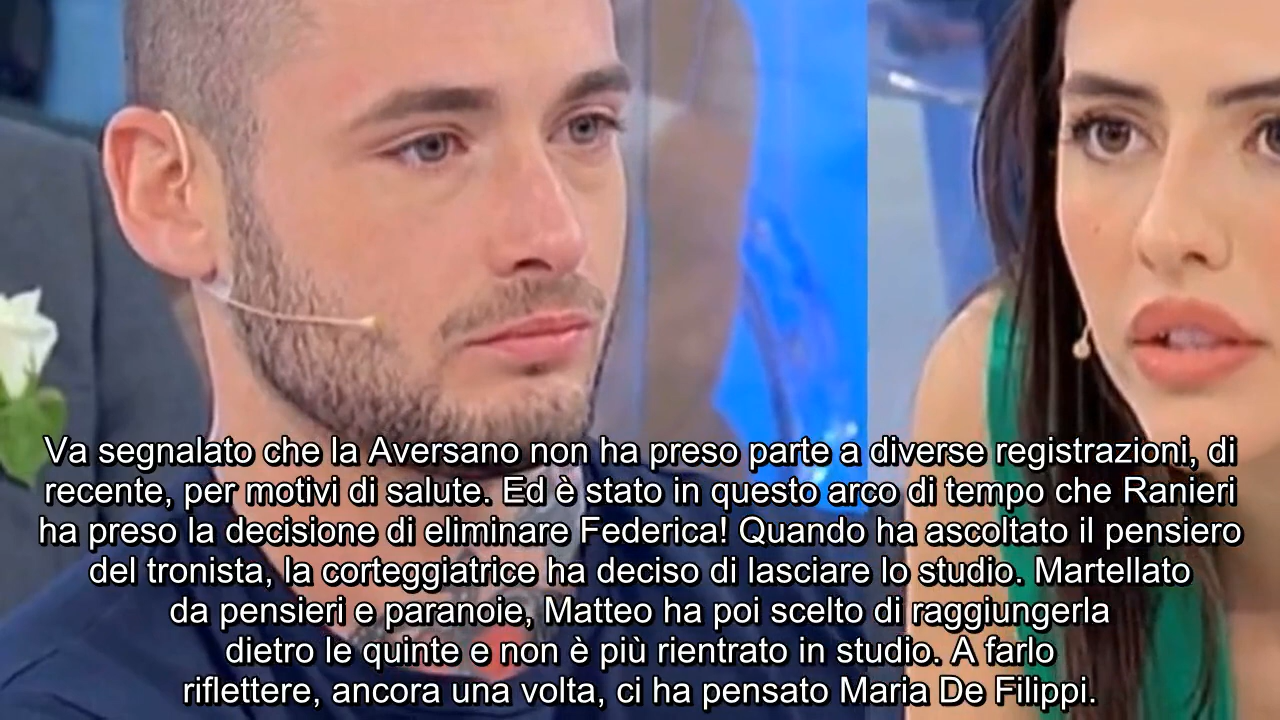 Va segnalato che la Aversano non ha preso parte a diverse registrazioni, di
recente, per motivi di salute. Ed è stato in questo arco di tempo che Ranieri
ha preso la decisione di eliminare Federica! Quando ha ascoltato il pensiero
del tronista, la corteggiatrice ha deciso di lasciare lo studio. Martellato
da pensieri e paranoie, Matteo ha poi scelto di raggiungerla
dietro le quinte e non è più rientrato in studio. A farlo
riflettere, ancora una volta, ci ha pensato Maria De Filippi.